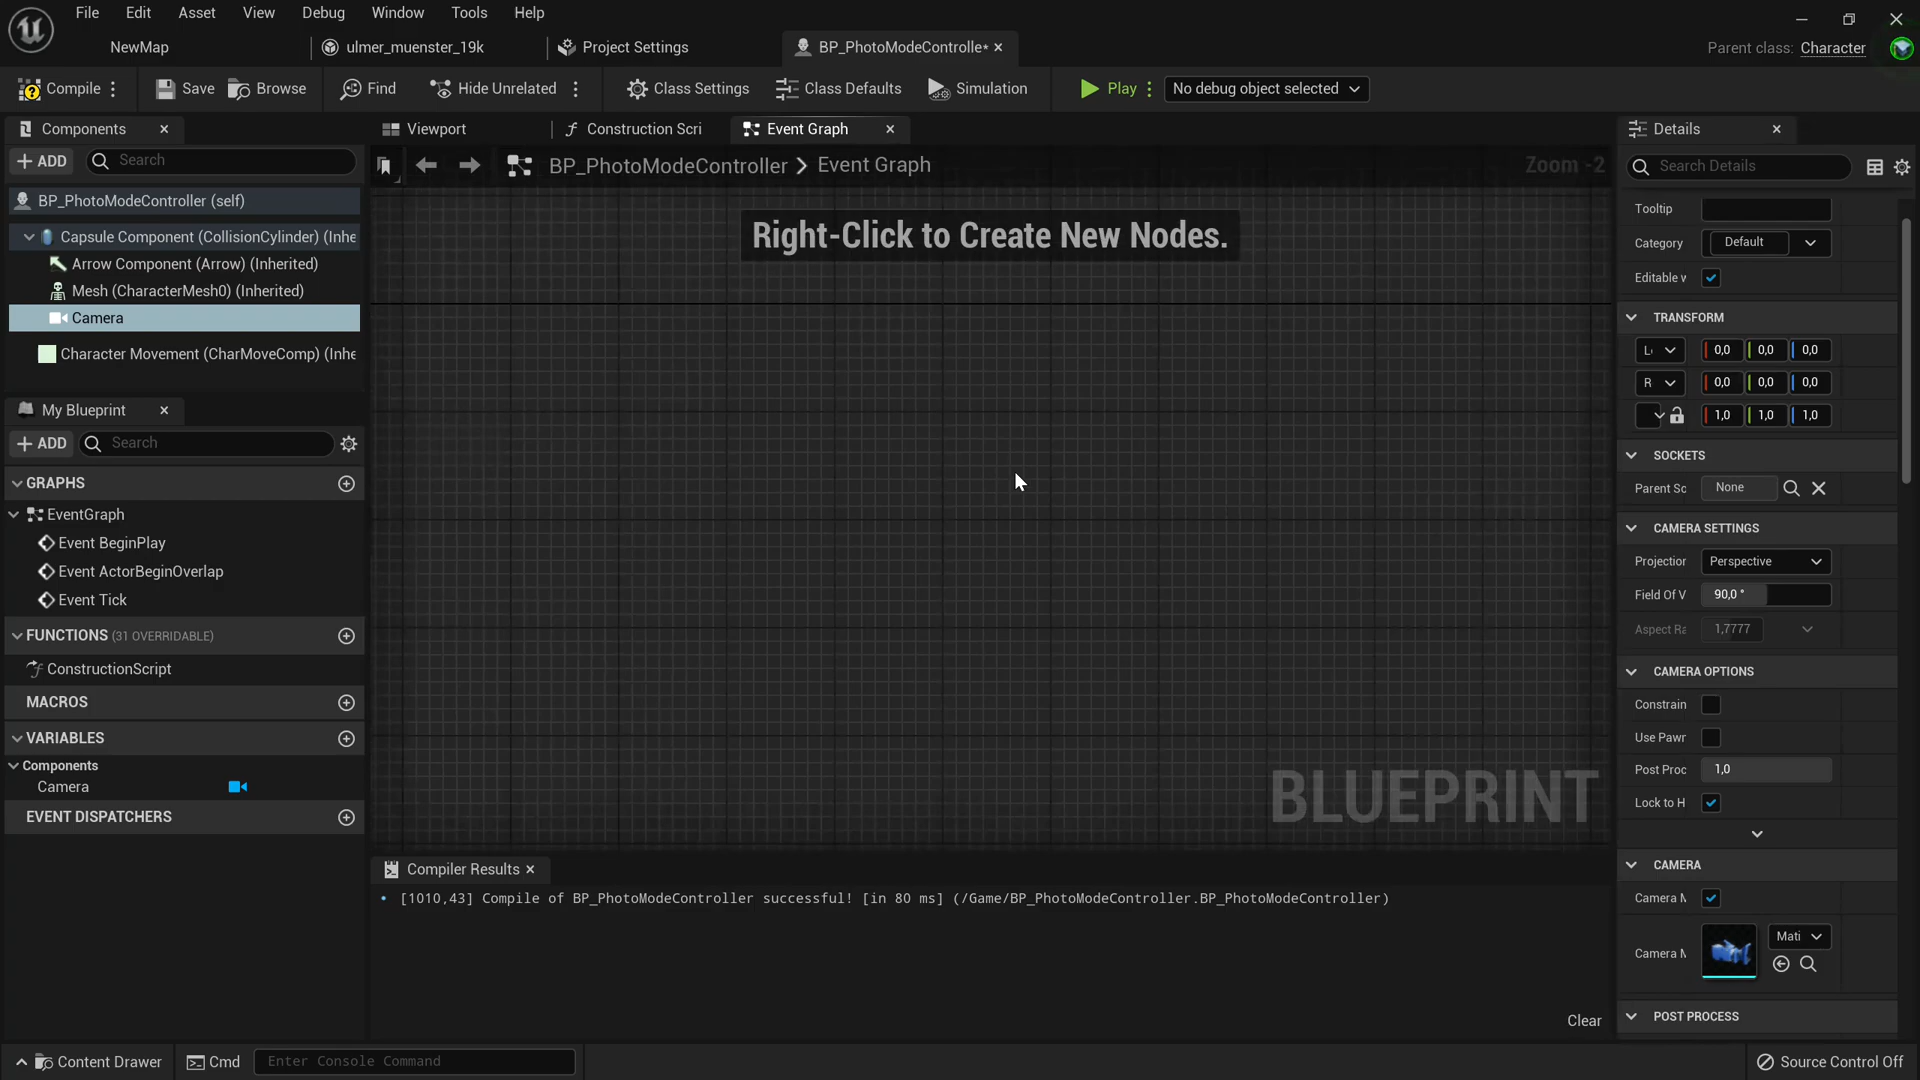 File Edit Asset View Debug Window Tools Help
NewMap ulmer_muenster_19k Project Settings BP_PhotoModeControlle* Parent class: Character
Compile Save Browse Find Hide Unrelated Class Settings Class Defaults Simulation Play No debug object selected
Components Viewport Construction Scri Event Graph Details
ADD Search BP_PhotoModeController Event Graph Zoom -2 Search Details
BP_PhotoModeController (self)
Tooltip
Capsule Component (CollisionCylinder) (Inhe
Right-Click to Create New Nodes.
Category Default
Arrow Component (Arrow) (Inherited)
Editable w
Mesh (CharacterMesh0) (Inherited)
Camera
TRANSFORM
Character Movement (CharMoveComp) (Inhe
L 0,0 0,0 0,0
R 0,0 0,0 0,0
My Blueprint
1,0 1,0 1,0
ADD Search
SOCKETS
GRAPHS
Parent Sc None
EventGraph
CAMERA SETTINGS
Event BeginPlay
Projection Perspective
Event ActorBeginOverlap
Field Of V 90,0 °
Event Tick
Aspect Ra 1,7777
FUNCTIONS (31 OVERRIDABLE)
ConstructionScript
CAMERA OPTIONS
MACROS
Constrain
VARIABLES
Use Pawn
Components
Post Proc 1,0
Camera
Lock to H
EVENT DISPATCHERS
BLUEPRINT
CAMERA
Compiler Results
[1010,43] Compile of BP_PhotoModeController successful! [in 80 ms] (/Game/BP_PhotoModeController.BP_PhotoModeController)
Camera M
Camera M Mati
Clear
POST PROCESS
Content Drawer Cmd Enter Console Command Source Control Off